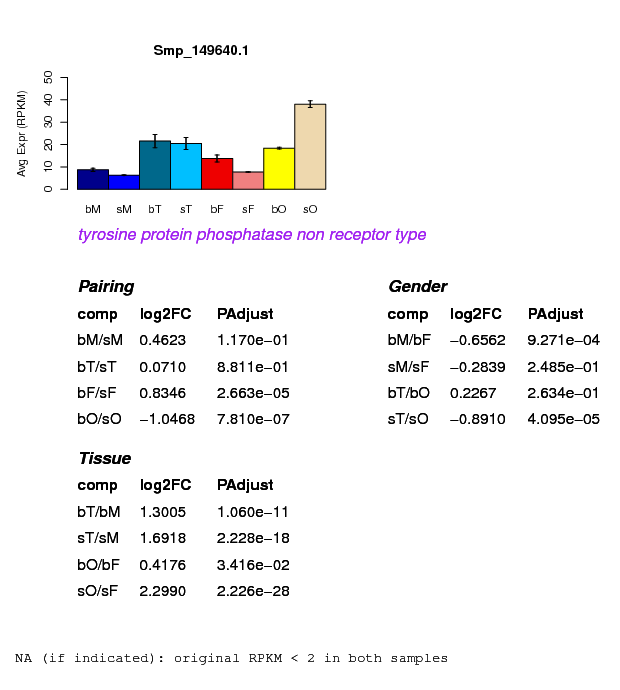 Smp_149640.1
Avg Expr (RPKM)
0 10 20 30 40 50
bM sM bT sT bF sF bO sO
tyrosine protein phosphatase non receptor type
Pairing
comp log2FC PAdjust
bM/sM 0.4623 1.170e−01
bT/sT 0.0710 8.811e−01
bF/sF 0.8346 2.663e−05
bO/sO −1.0468 7.810e−07
Gender
comp log2FC PAdjust
bM/bF −0.6562 9.271e−04
sM/sF −0.2839 2.485e−01
bT/bO 0.2267 2.634e−01
sT/sO −0.8910 4.095e−05
Tissue
comp log2FC PAdjust
bT/bM 1.3005 1.060e−11
sT/sM 1.6918 2.228e−18
bO/bF 0.4176 3.416e−02
sO/sF 2.2990 2.226e−28
NA (if indicated): original RPKM < 2 in both samples